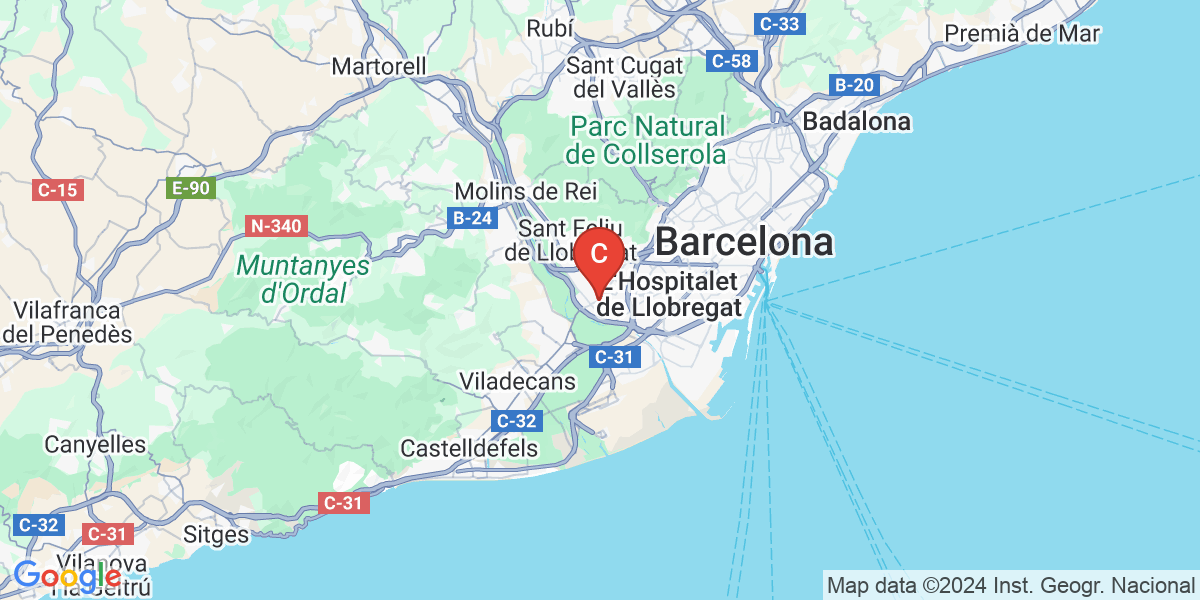 Rubí
C-33
Premià de Mar
Martorell
Sant Cugat
del Vallès
C-58
B-20
Parc Natural
de Collserola
Badalona
C-15
E-90
Molins de Rei
B-24
N-340
Sant Feliu
de Llobregat
C
Barcelona
Muntanyes
d'Ordal
L'Hospitalet
de Llobregat
Vilafranca
del Penedès
C-31
Viladecans
C-32
Canyelles
Castelldefels
C-31
C-32
C-31
Sitges
Vilanova
i la Geltrú
Google
Map data ©2024 Inst. Geogr. Nacional